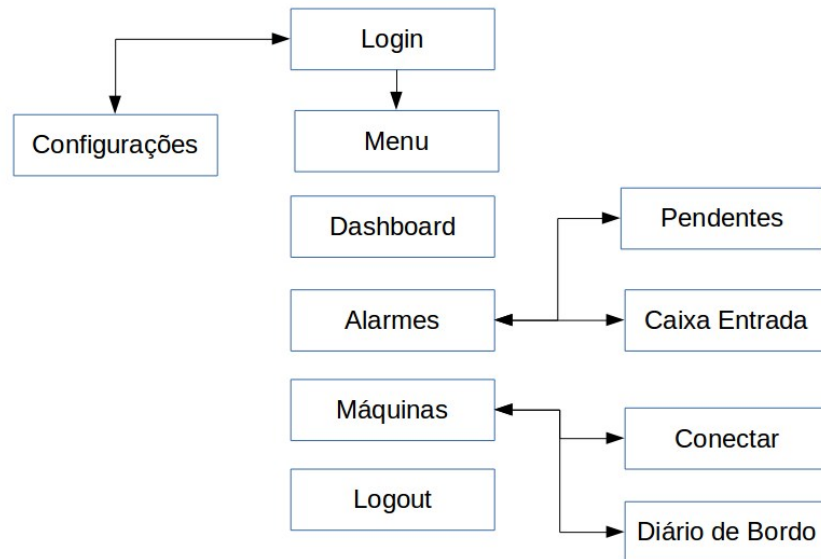 Login
Configurações
Menu
Dashboard
Pendentes
Alarmes
Caixa Entrada
Máquinas
Conectar
Logout
Diário de Bordo